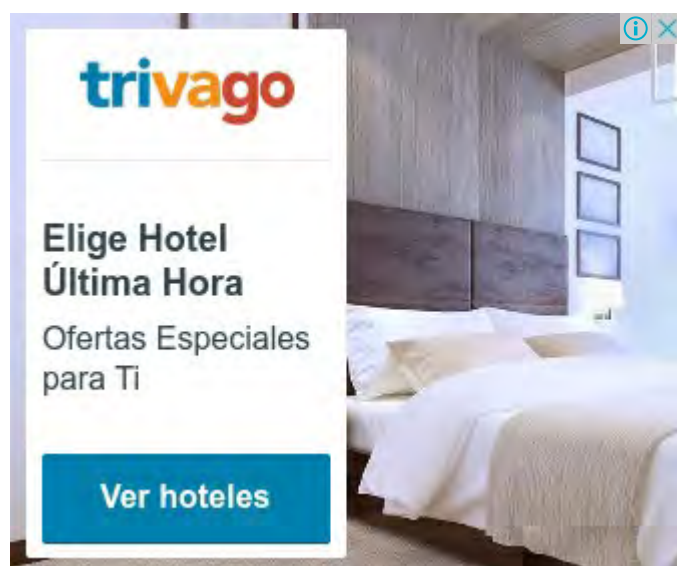 trivago
Elige Hotel
Última Hora
Ofertas Especiales
para Ti
Ver hoteles